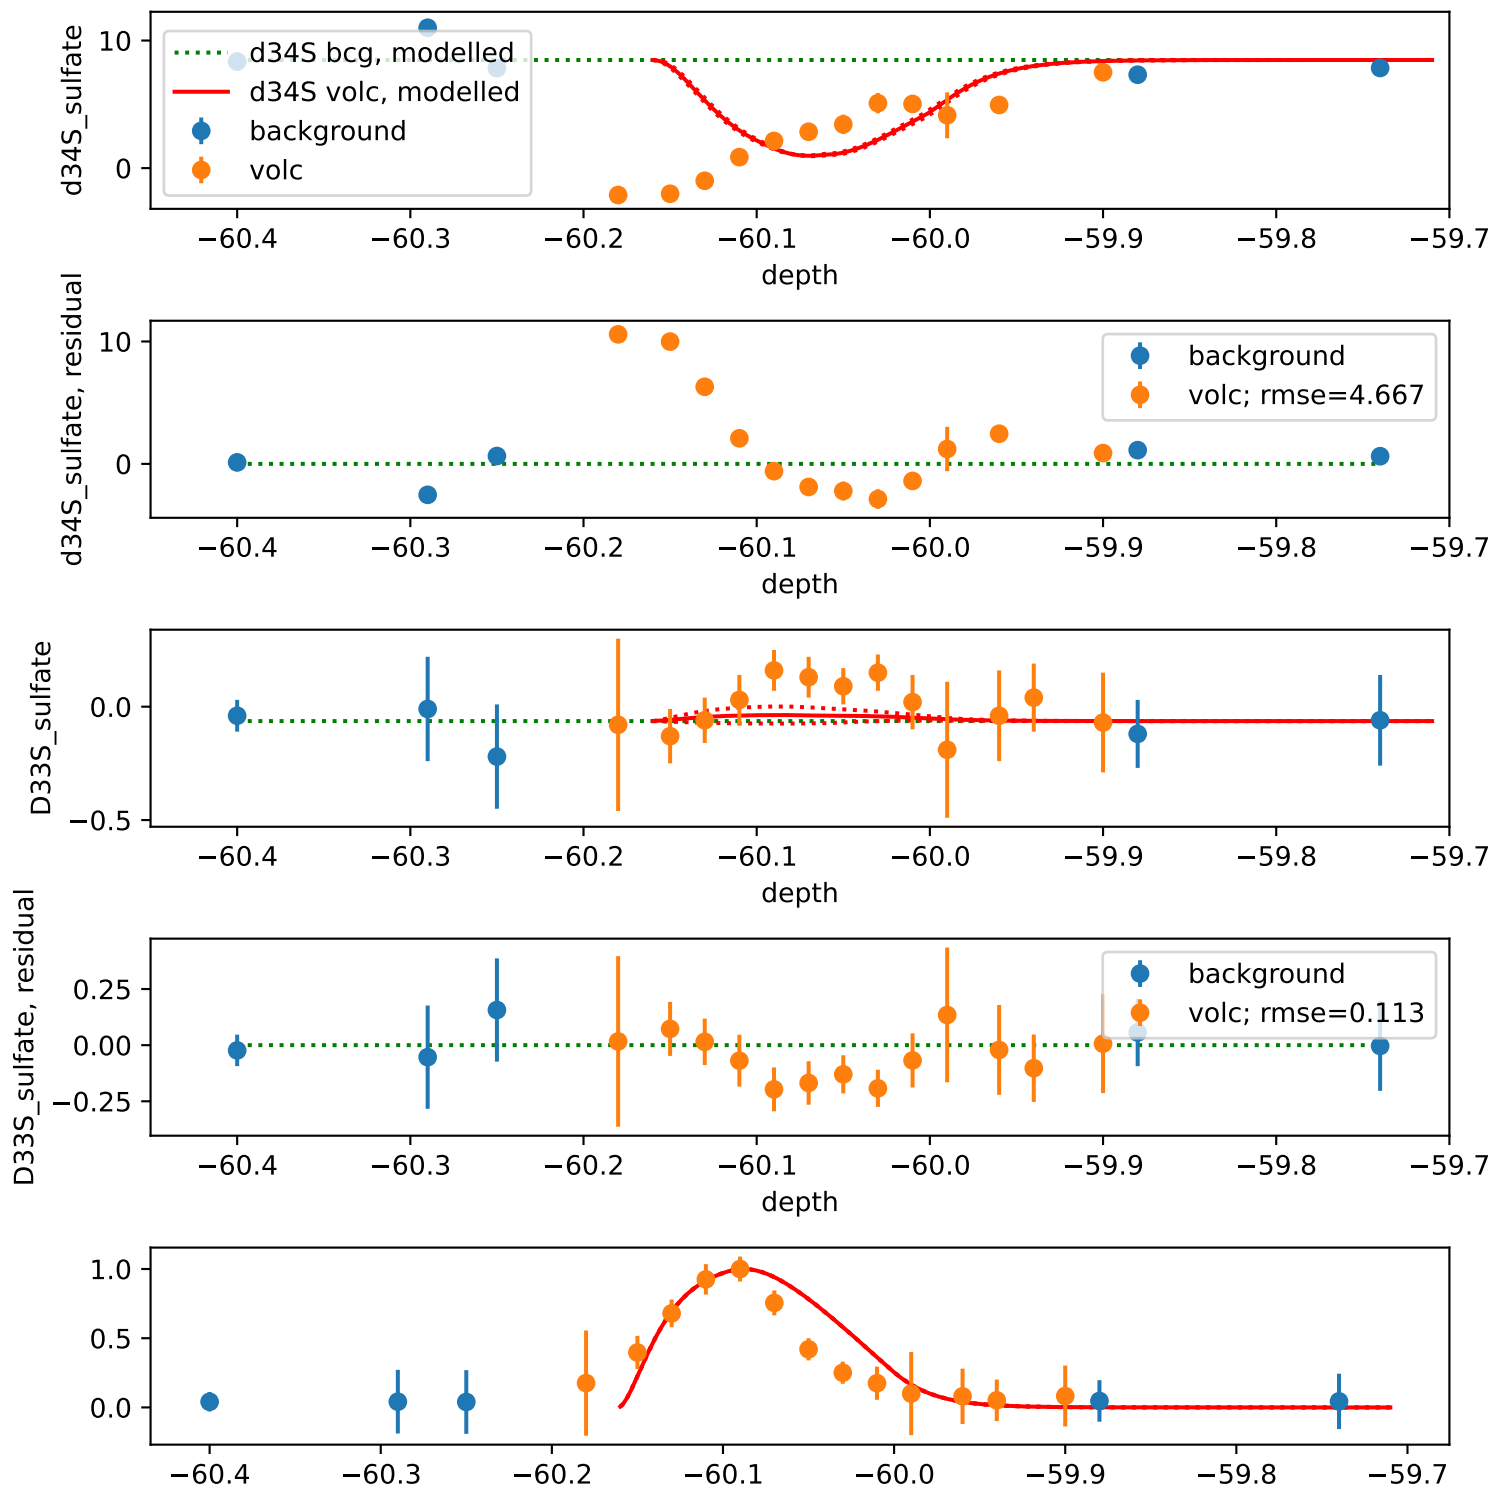 d34S_sulfate
10
0
d34S bcg, modelled
d34S volc, modelled
background
volc
−60.4 −60.3 −60.2 −60.1 −60.0 −59.9 −59.8 −59.7
depth
d34S_sulfate, residual
10
0
background
volc; rmse=4.667
−60.4 −60.3 −60.2 −60.1 −60.0 −59.9 −59.8 −59.7
depth
D33S_sulfate
0.0
−0.5
−60.4 −60.3 −60.2 −60.1 −60.0 −59.9 −59.8 −59.7
depth
D33S_sulfate, residual
0.25
0.00
−0.25
background
volc; rmse=0.113
−60.4 −60.3 −60.2 −60.1 −60.0 −59.9 −59.8 −59.7
depth
1.0
0.5
0.0
−60.4 −60.3 −60.2 −60.1 −60.0 −59.9 −59.8 −59.7